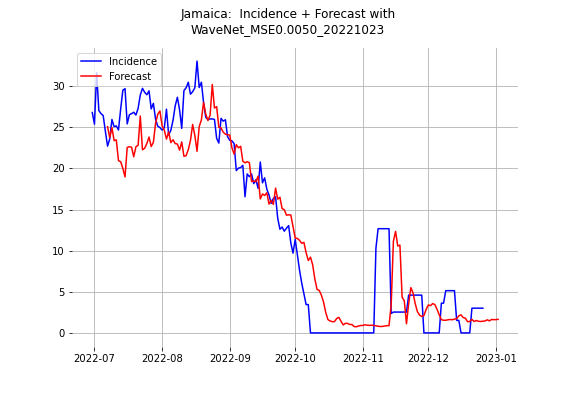 Jamaica:  Incidence + Forecast with
WaveNet_MSE0.0050_20221023
Incidence
Forecast
30
25
20
15
10
5
0
2022-07 2022-08 2022-09 2022-10 2022-11 2022-12 2023-01